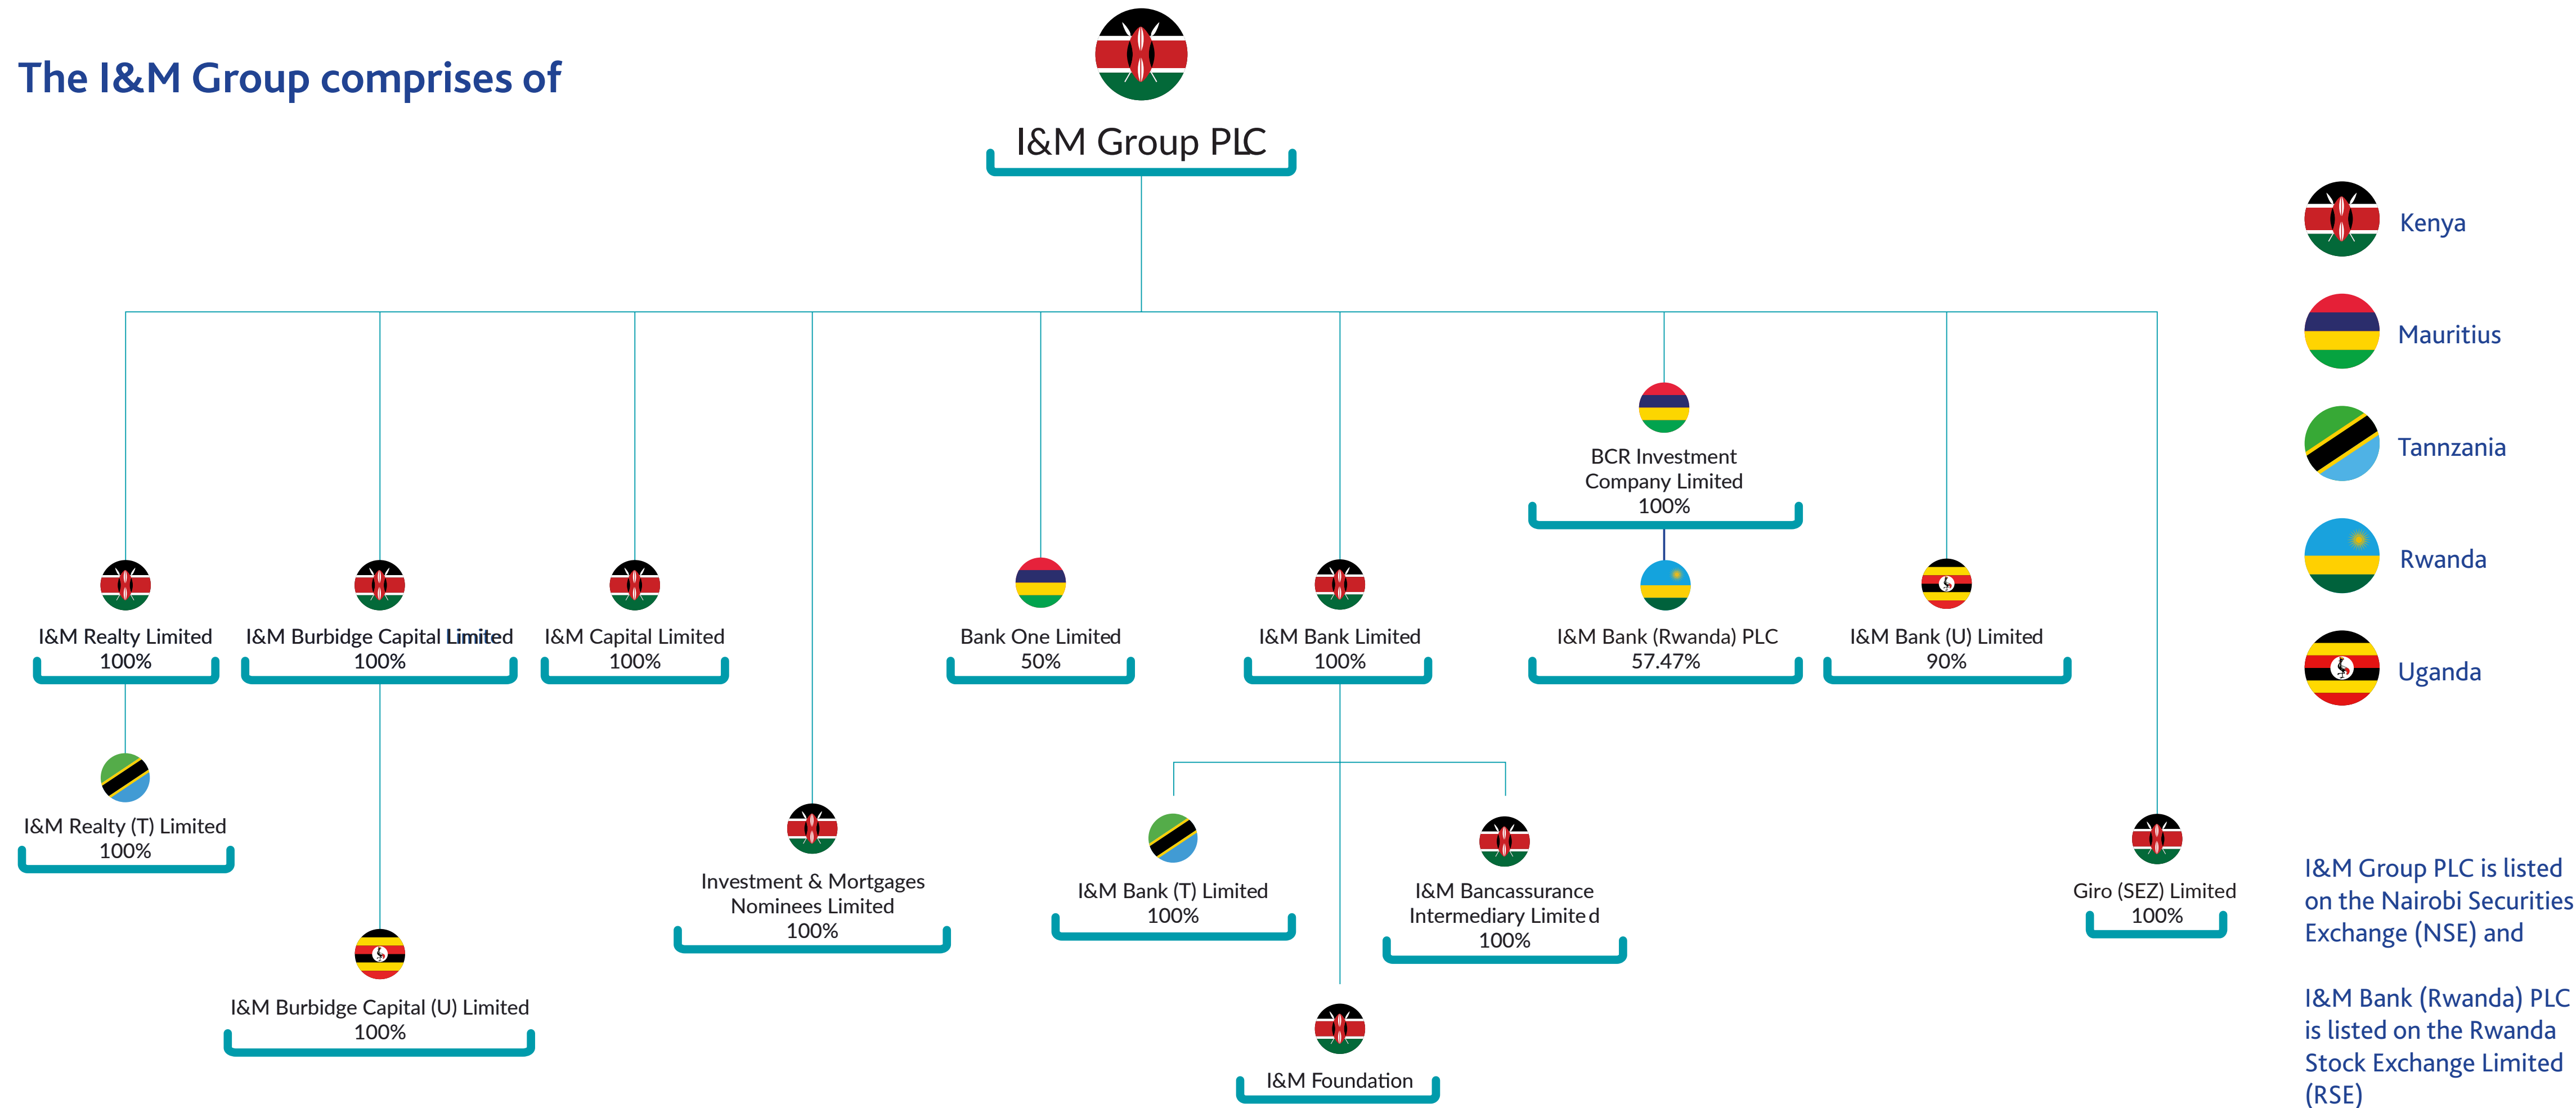 The I&M Group comprises of
I&M Group PLC
Kenya
Mauritius
Tannzania
Rwanda
Uganda
BCR Investment
Company Limited
100%
I&M Realty Limited
100%
I&M Burbidge Capital Limited
100%
I&M Capital Limited
100%
Bank One Limited
50%
I&M Bank Limited
100%
I&M Bank (Rwanda) PLC
57.47%
I&M Bank (U) Limited
90%
I&M Realty (T) Limited
100%
Investment & Mortgages
Nominees Limited
100%
I&M Bank (T) Limited
100%
I&M Bancassurance
Intermediary Limited
100%
Giro (SEZ) Limited
100%
I&M Burbidge Capital (U) Limited
100%
I&M Foundation
I&M Group PLC is listed
on the Nairobi Securities
Exchange (NSE) and
I&M Bank (Rwanda) PLC
is listed on the Rwanda
Stock Exchange Limited
(RSE)